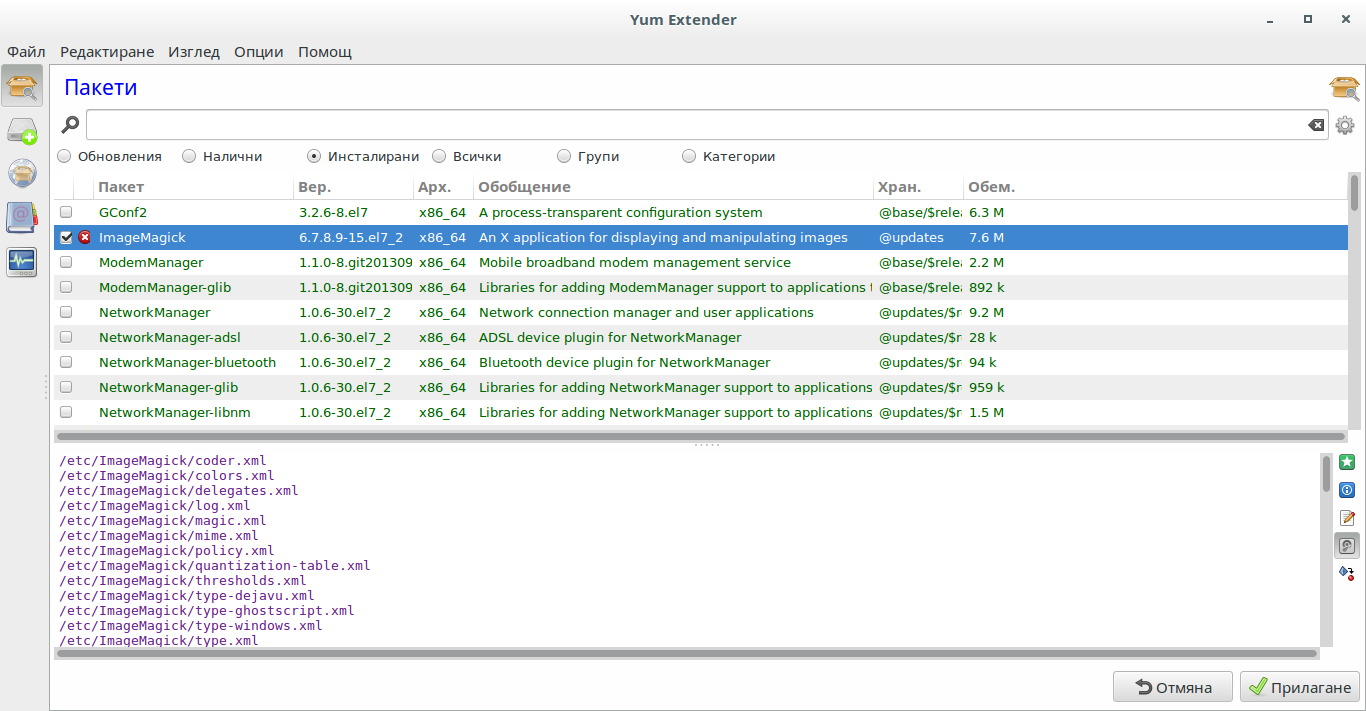 Yum Extender
Файл Редактиране Изглед Опции Помощ
Пакети
Обновления Налични Инсталирани Всички Групи Категории
Пакет Вер. Арх. Обобщение Хран. Обем.
GConf2 3.2.6-8.el7 x86_64 A process-transparent configuration system @base/$relea 6.3 M
ImageMagick 6.7.8.9-15.el7_2 x86_64 An X application for displaying and manipulating images @updates 7.6 M
ModemManager 1.1.0-8.git201309 x86_64 Mobile broadband modem management service @base/$relea 2.2 M
ModemManager-glib 1.1.0-8.git201309 x86_64 Libraries for adding ModemManager support to applications t @base/$relea 892 k
NetworkManager 1.0.6-30.el7_2 x86_64 Network connection manager and user applications @updates/$r 9.2 M
NetworkManager-adsl 1.0.6-30.el7_2 x86_64 ADSL device plugin for NetworkManager @updates/$r 28 k
NetworkManager-bluetooth 1.0.6-30.el7_2 x86_64 Bluetooth device plugin for NetworkManager @updates/$r 94 k
NetworkManager-glib 1.0.6-30.el7_2 x86_64 Libraries for adding NetworkManager support to applications @updates/$r 959 k
NetworkManager-libnm 1.0.6-30.el7_2 x86_64 Libraries for adding NetworkManager support to applications @updates/$r 1.5 M
/etc/ImageMagick/coder.xml
/etc/ImageMagick/colors.xml
/etc/ImageMagick/delegates.xml
/etc/ImageMagick/log.xml
/etc/ImageMagick/magic.xml
/etc/ImageMagick/mime.xml
/etc/ImageMagick/policy.xml
/etc/ImageMagick/quantization-table.xml
/etc/ImageMagick/thresholds.xml
/etc/ImageMagick/type-dejavu.xml
/etc/ImageMagick/type-ghostscript.xml
/etc/ImageMagick/type-windows.xml
/etc/ImageMagick/type.xml
Отмяна Прилагане